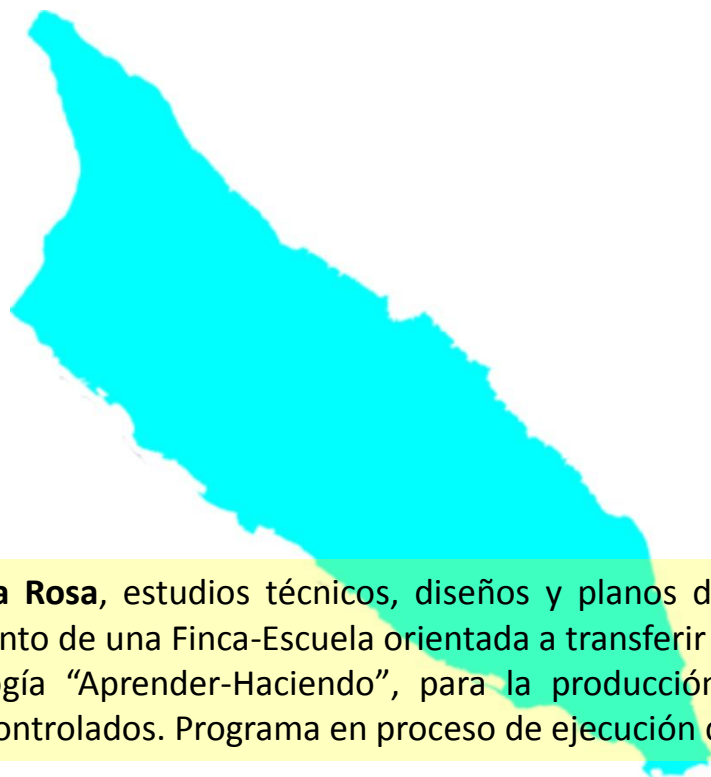 a Rosa, estudios técnicos, diseños y planos d
nto de una Finca-Escuela orientada a transferir
ogía “Aprender-Haciendo”, para la producción
ontrolados. Programa en proceso de ejecución